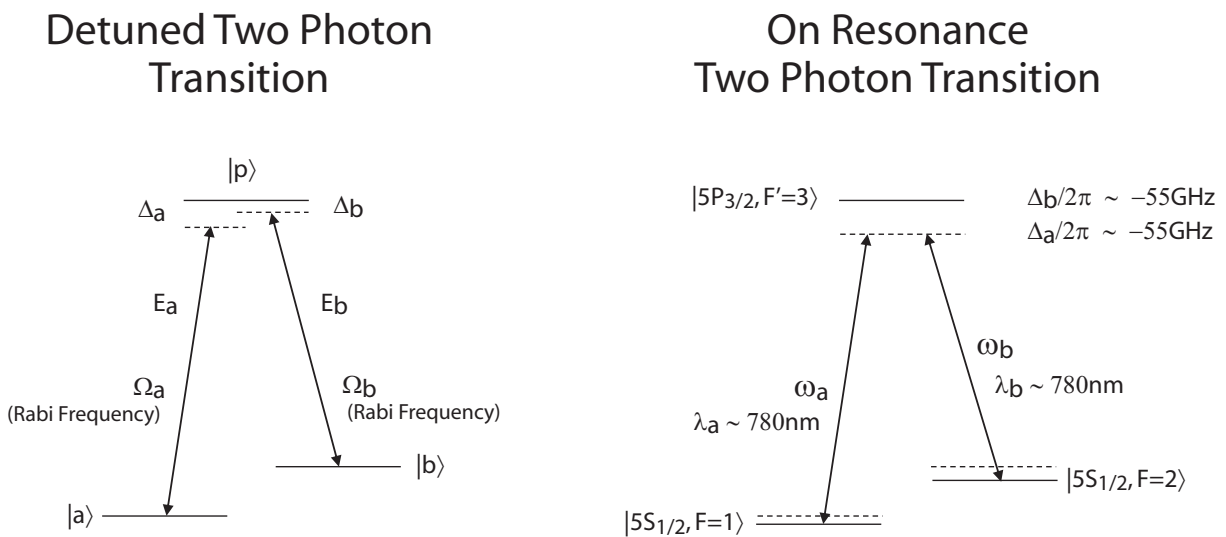 Detuned Two Photon
Transition
|p⟩
Δa
Δb
Ea
Eb
Ωa
(Rabi Frequency)
Ωb
(Rabi Frequency)
|b⟩
|a⟩
On Resonance
Two Photon Transition
|5P3/2, F'=3⟩
Δb/2π ~ −55GHz
Δa/2π ~ −55GHz
ωb
λb ~ 780nm
ωa
λa ~ 780nm
|5S1/2, F=2⟩
|5S1/2, F=1⟩